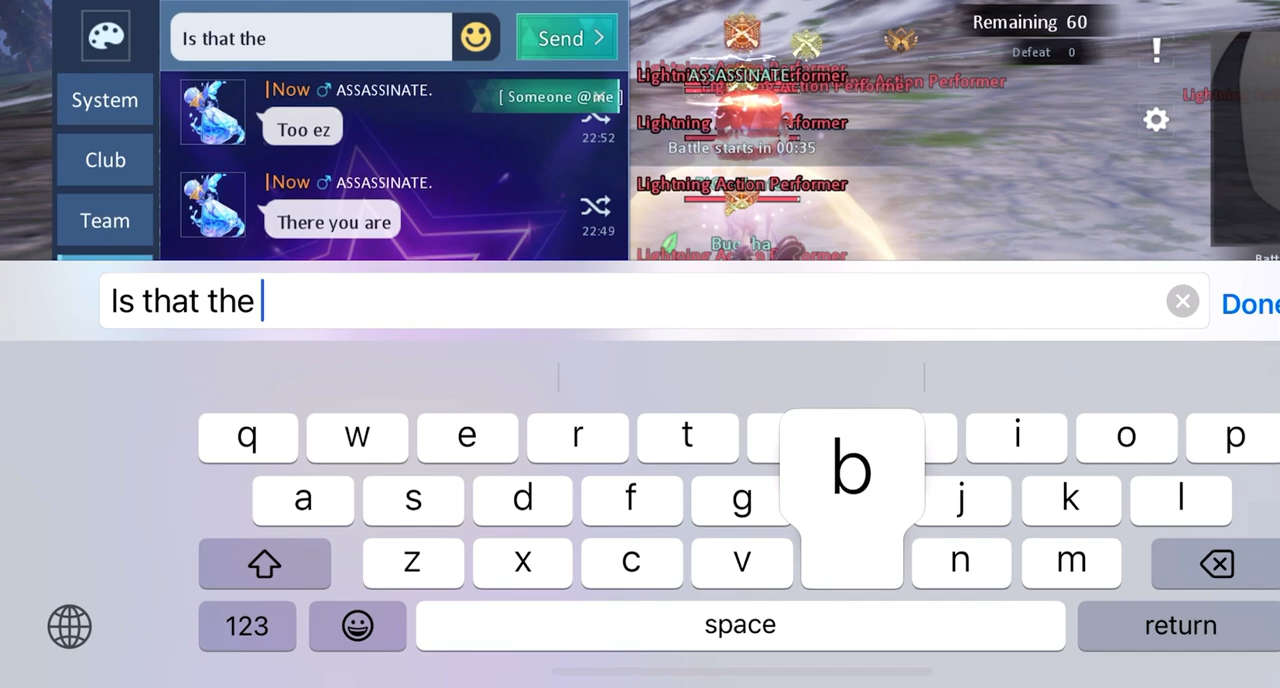 Is that the
Send
System
Club
Team
Now ♂ ASSASSINATE.
[ Someone @me ]
Too ez
22:52
Now ♂ ASSASSINATE.
There you are
22:49
Remaining 60
Defeat 0
!
ASSASSINATE.
Action Performer
Lightning
Battle starts in 00:35
Lightning Action Performer
Is that the
Done
q w e r t i o p
b
a s d f g j k l
z x c v n m
123
space
return